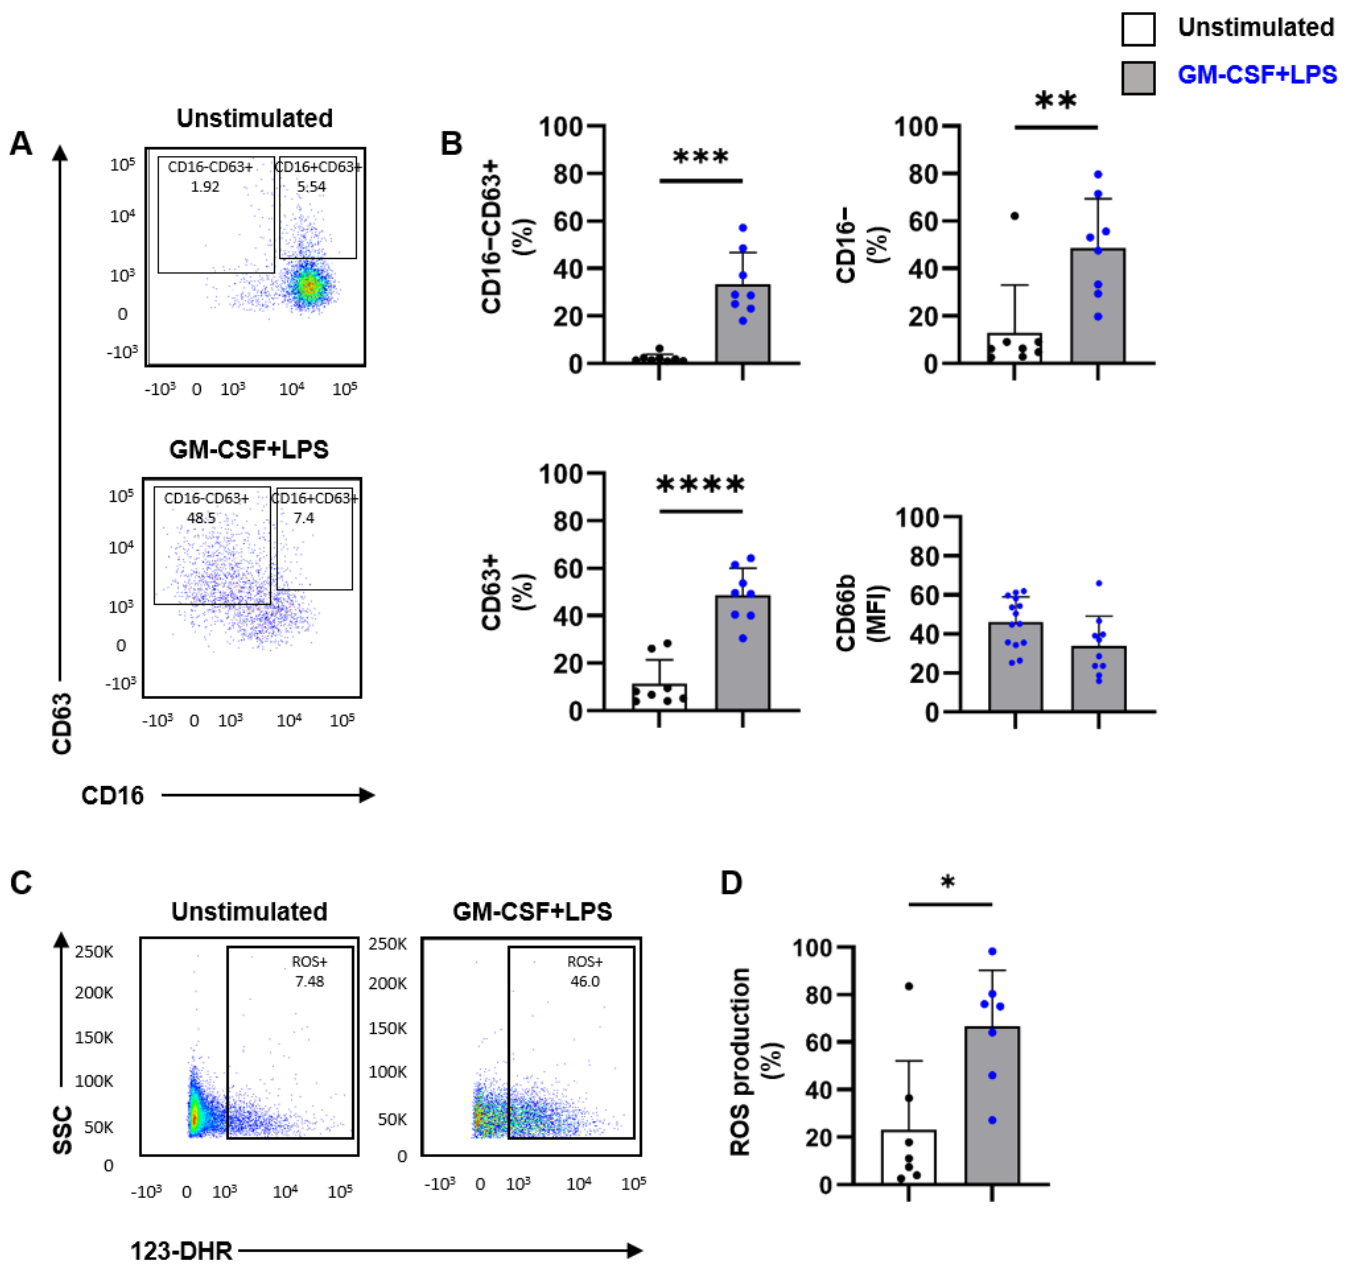 Unstimulated
GM-CSF+LPS
A
Unstimulated
CD16-CD63+
1.92
CD16+CD63+
5.54
10⁵
10⁴
10³
0
-10³
-10³ 0 10³ 10⁴ 10⁵
GM-CSF+LPS
CD16-CD63+
48.5
CD16+CD63+
7.4
10⁵
10⁴
10³
0
-10³
-10³ 0 10³ 10⁴ 10⁵
CD63
CD16
B
CD16−CD63+
(%)
100
80
60
40
20
0
***
CD16−
(%)
100
80
60
40
20
0
**
CD63+
(%)
100
80
60
40
20
0
****
CD66b
(MFI)
100
80
60
40
20
0
C
Unstimulated
ROS+
7.48
250K
200K
150K
100K
50K
0
-10³ 0 10³ 10⁴ 10⁵
GM-CSF+LPS
ROS+
46.0
250K
200K
150K
100K
50K
0
-10³ 0 10³ 10⁴ 10⁵
SSC
123-DHR
D
*
ROS production
(%)
100
80
60
40
20
0